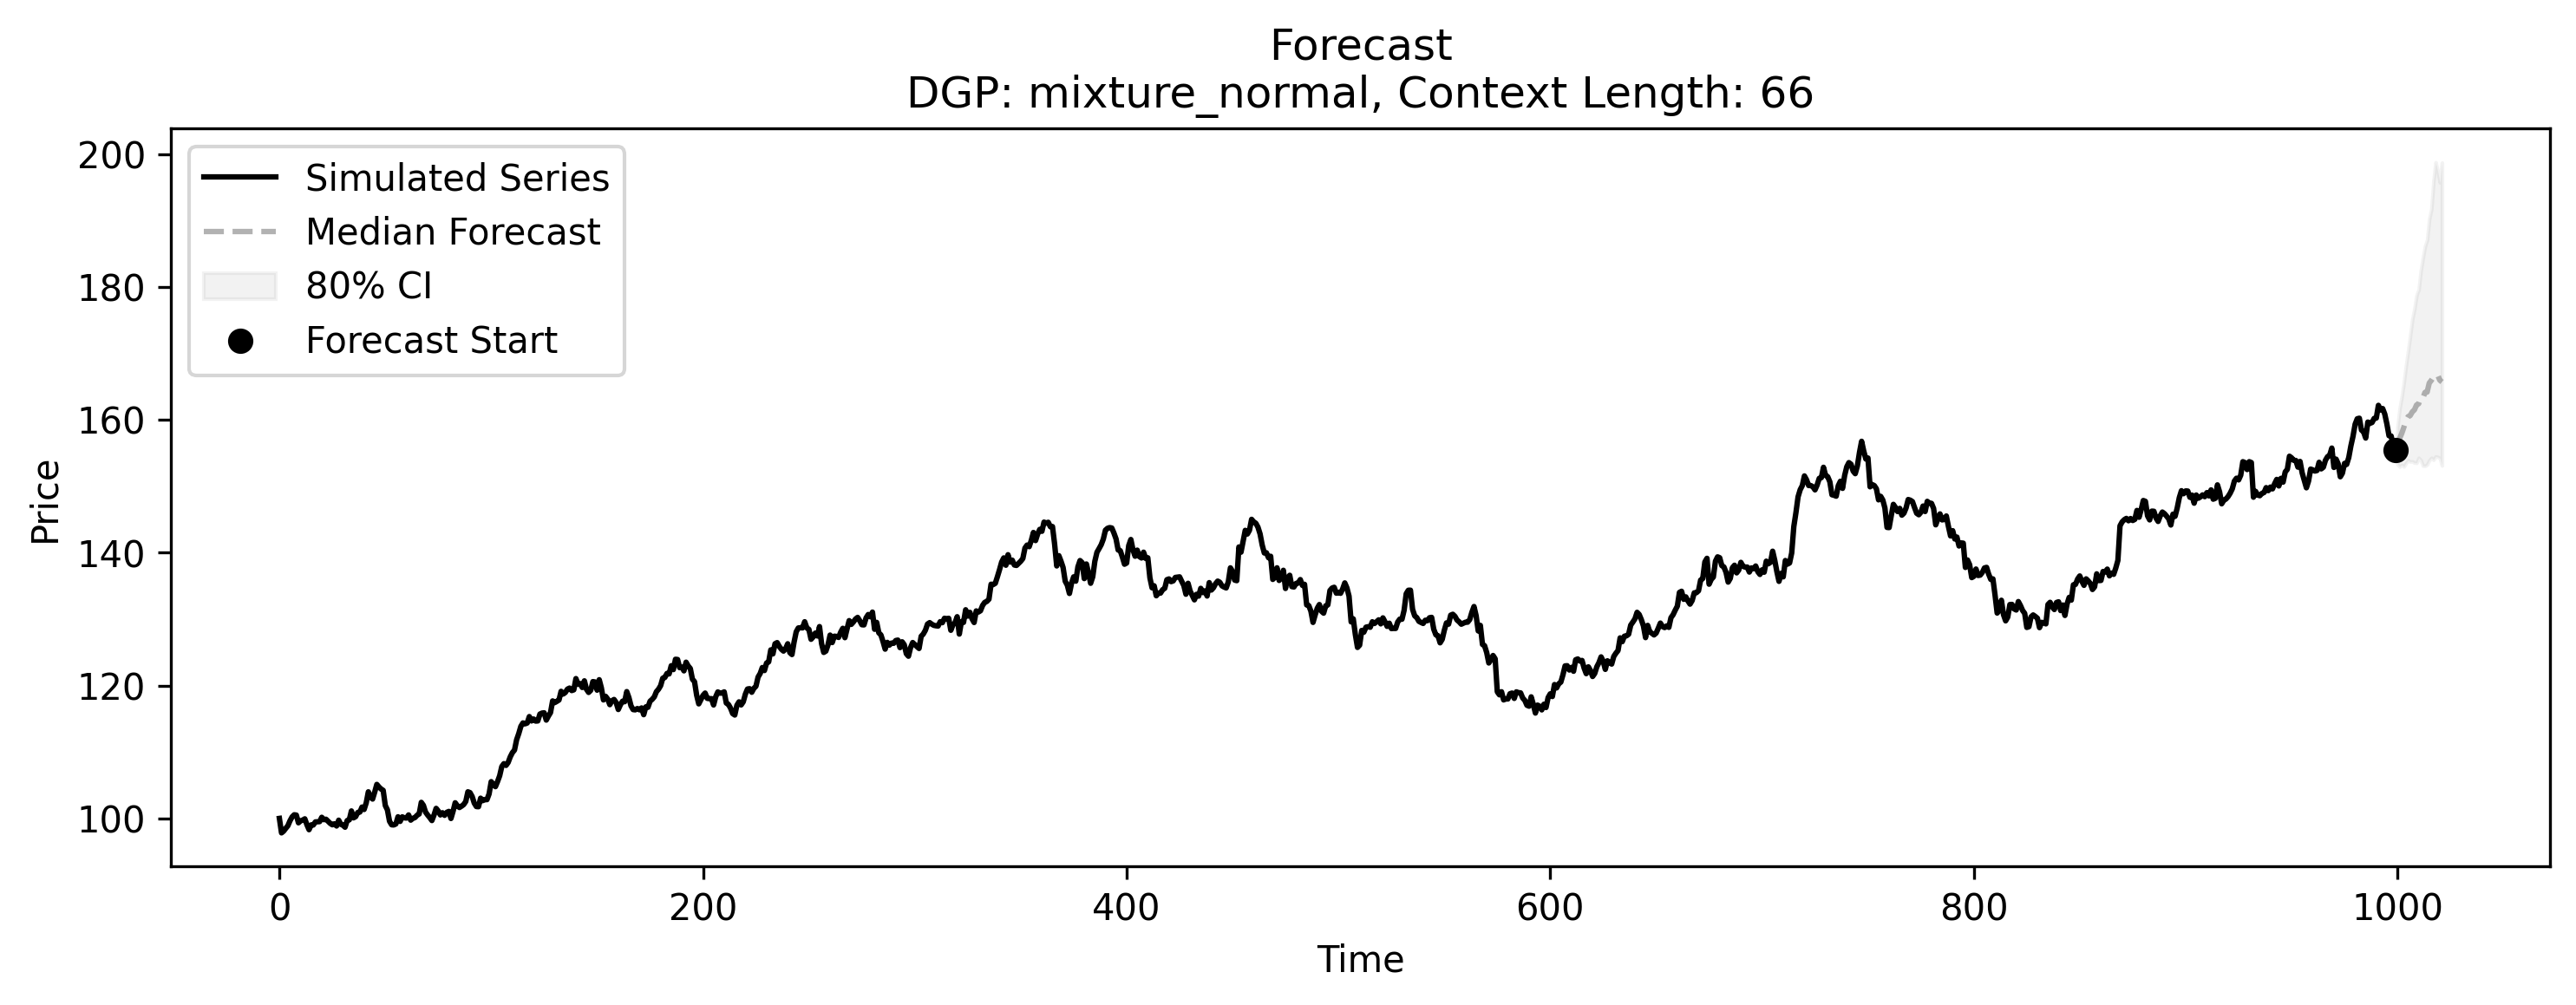 Forecast
DGP: mixture_normal, Context Length: 66
200
180
160
140
120
100
Price
Simulated Series
Median Forecast
80% CI
Forecast Start
0
200
400
600
800
1000
Time